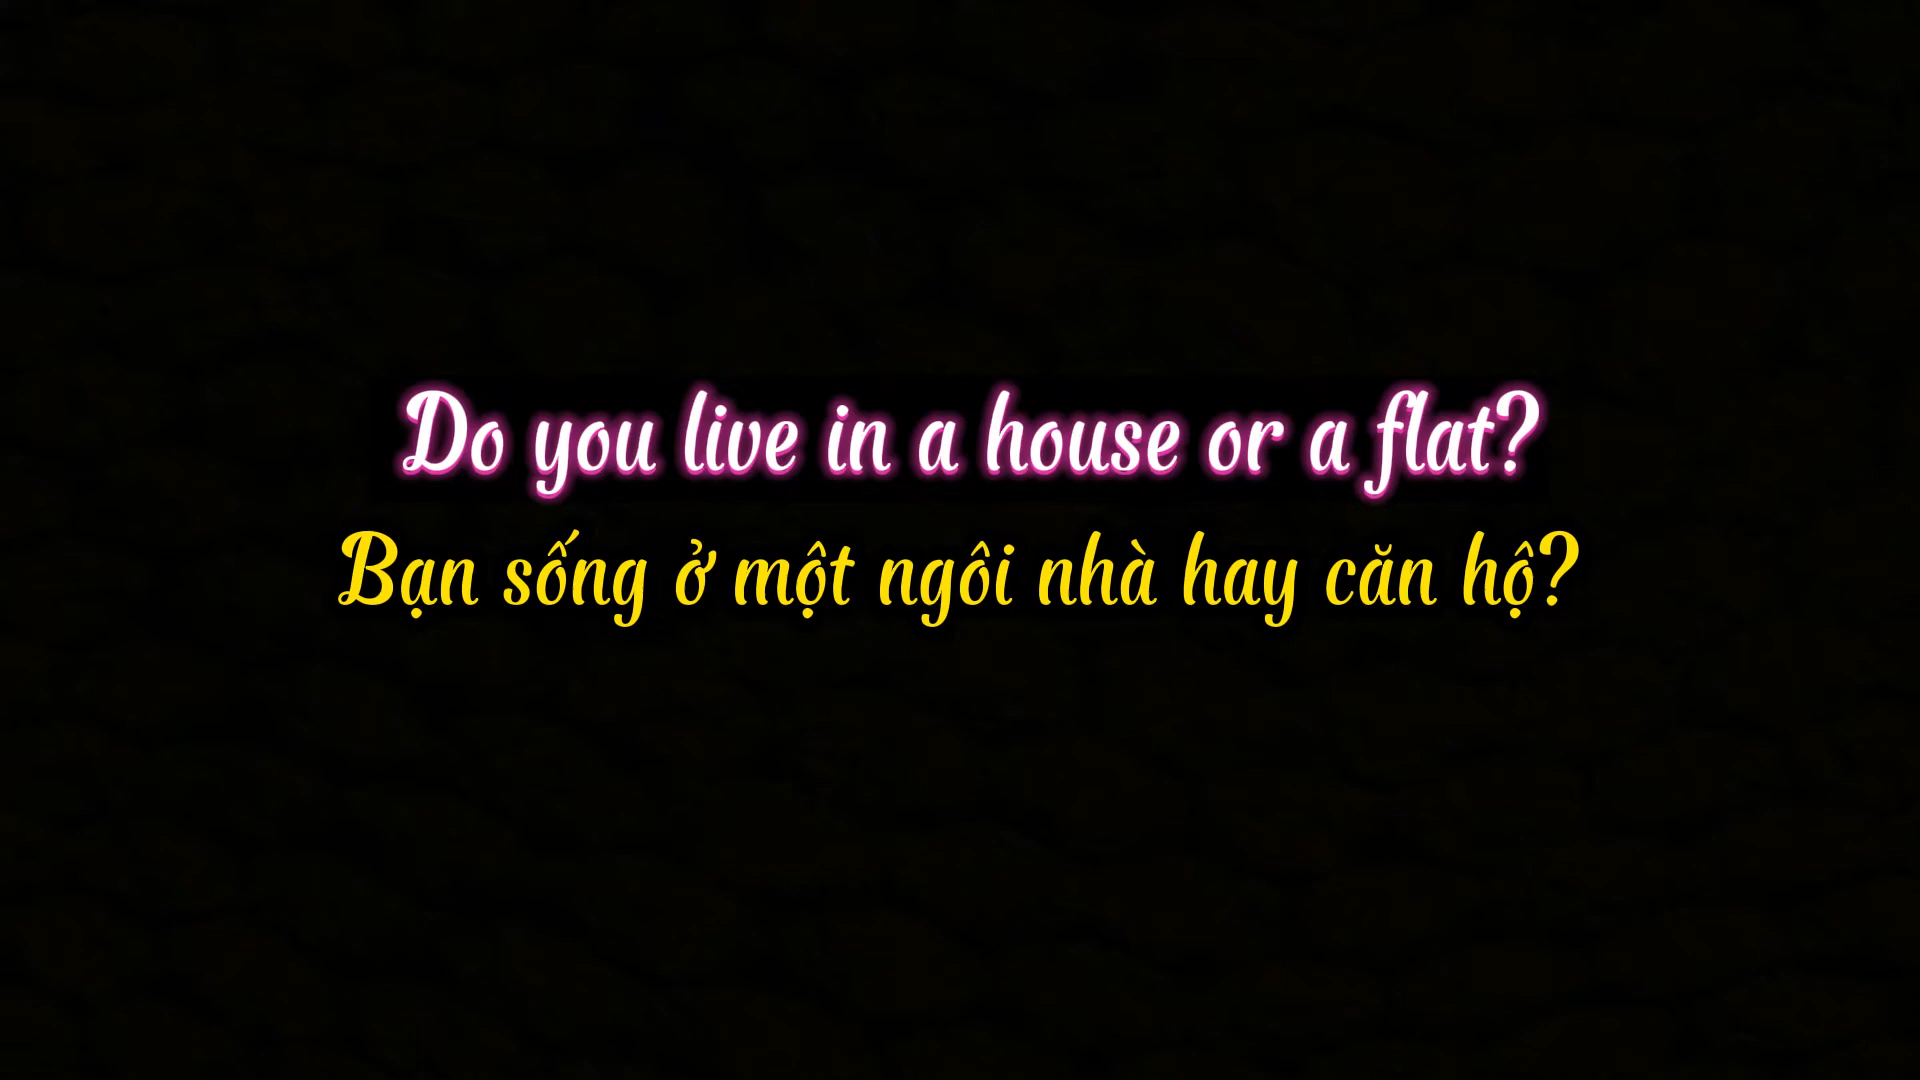 Do you live in a house or a flat?
Bạn sống ở một ngôi nhà hay căn hộ?